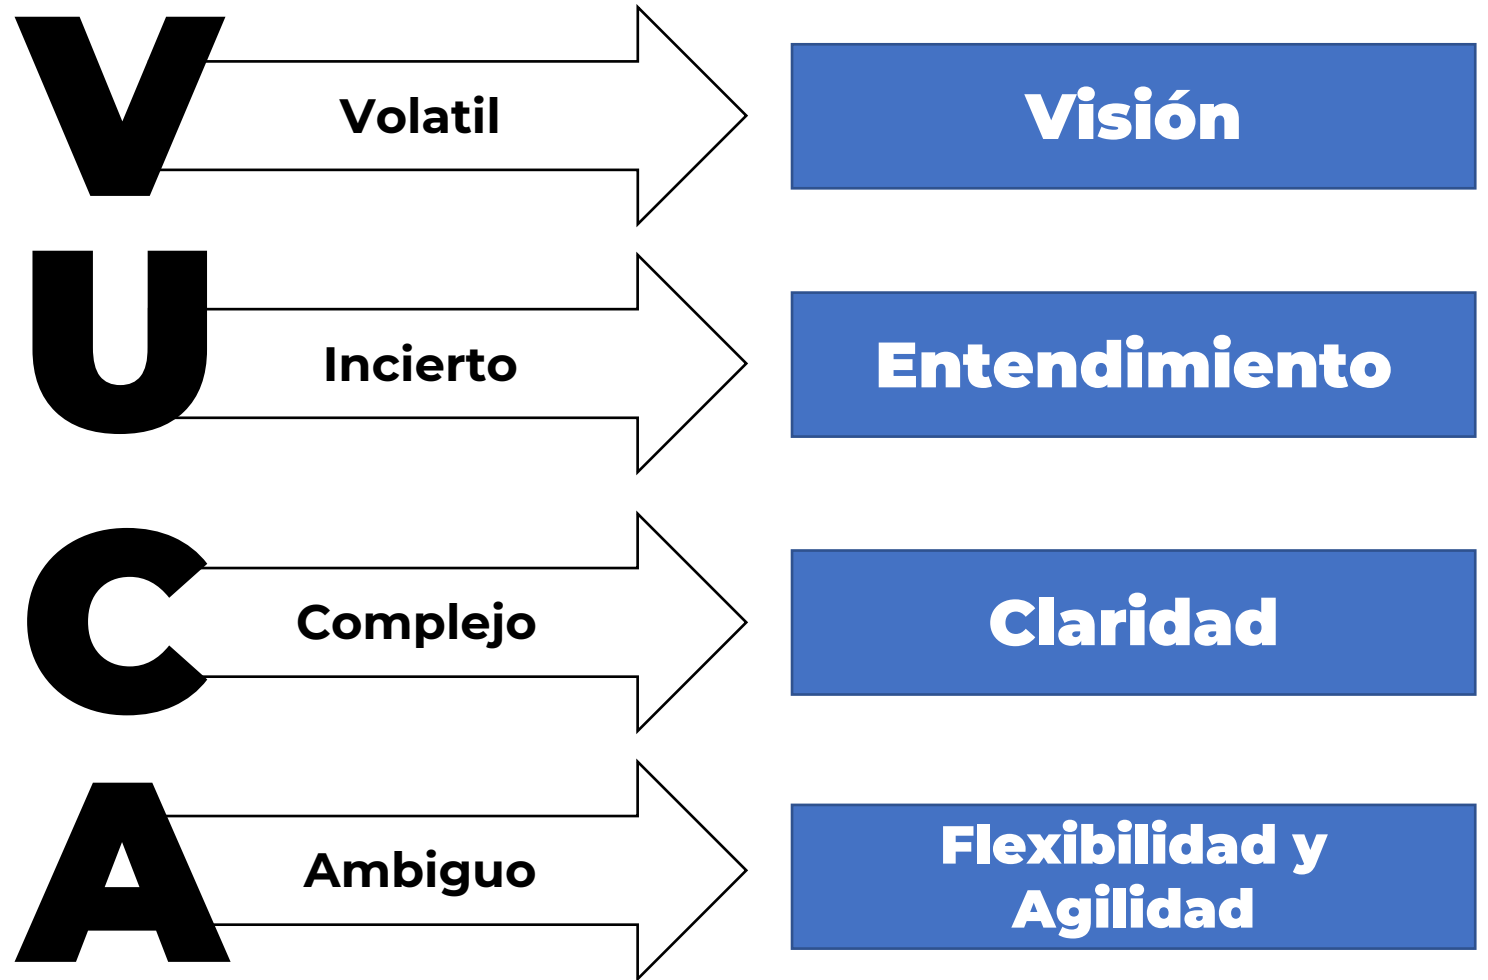 V
Volatil
Visión
U
Incierto
Entendimiento
C
Complejo
Claridad
A
Ambiguo
Flexibilidad y
Agilidad